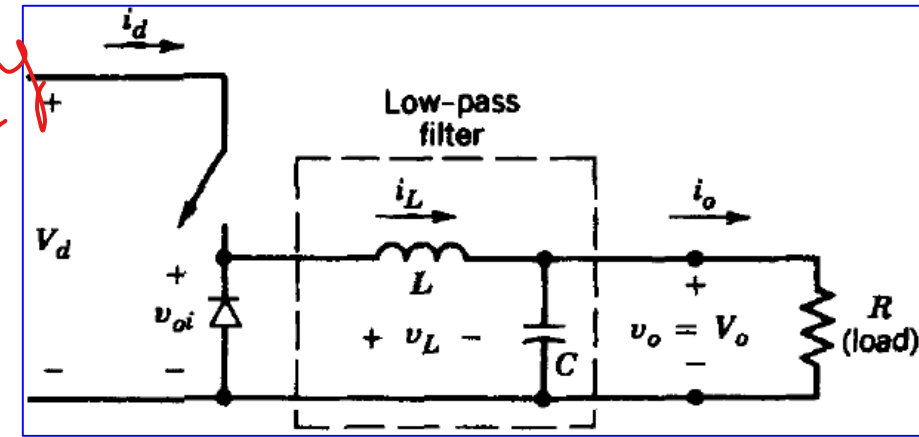 i_d
+
Low-pass
filter
i_L
i_o
V_d
+
L
+
v_oi
+ v_L −
C
v_o = V_o
R
(load)
−
−
−